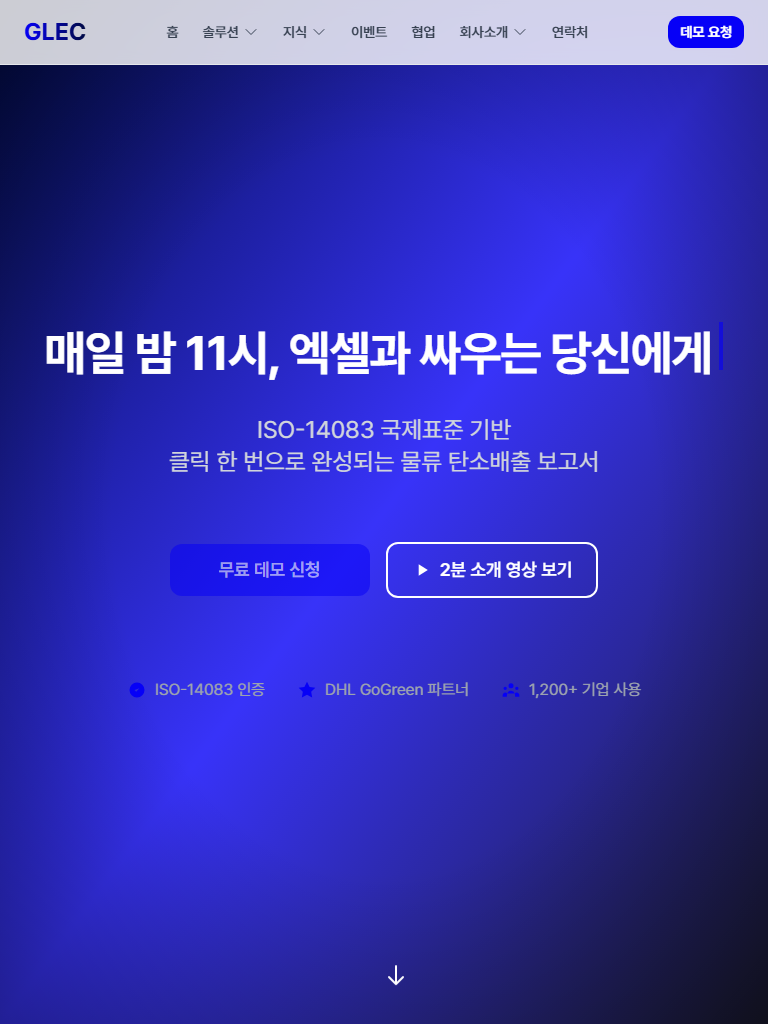 GLEC
홈
솔루션
지식
이벤트
협업
회사소개
연락처
데모 요청
매일 밤 11시, 엑셀과 싸우는 당신에게
ISO-14083 국제표준 기반
클릭 한 번으로 완성되는 물류 탄소배출 보고서
무료 데모 신청
2분 소개 영상 보기
ISO-14083 인증
DHL GoGreen 파트너
1,200+ 기업 사용